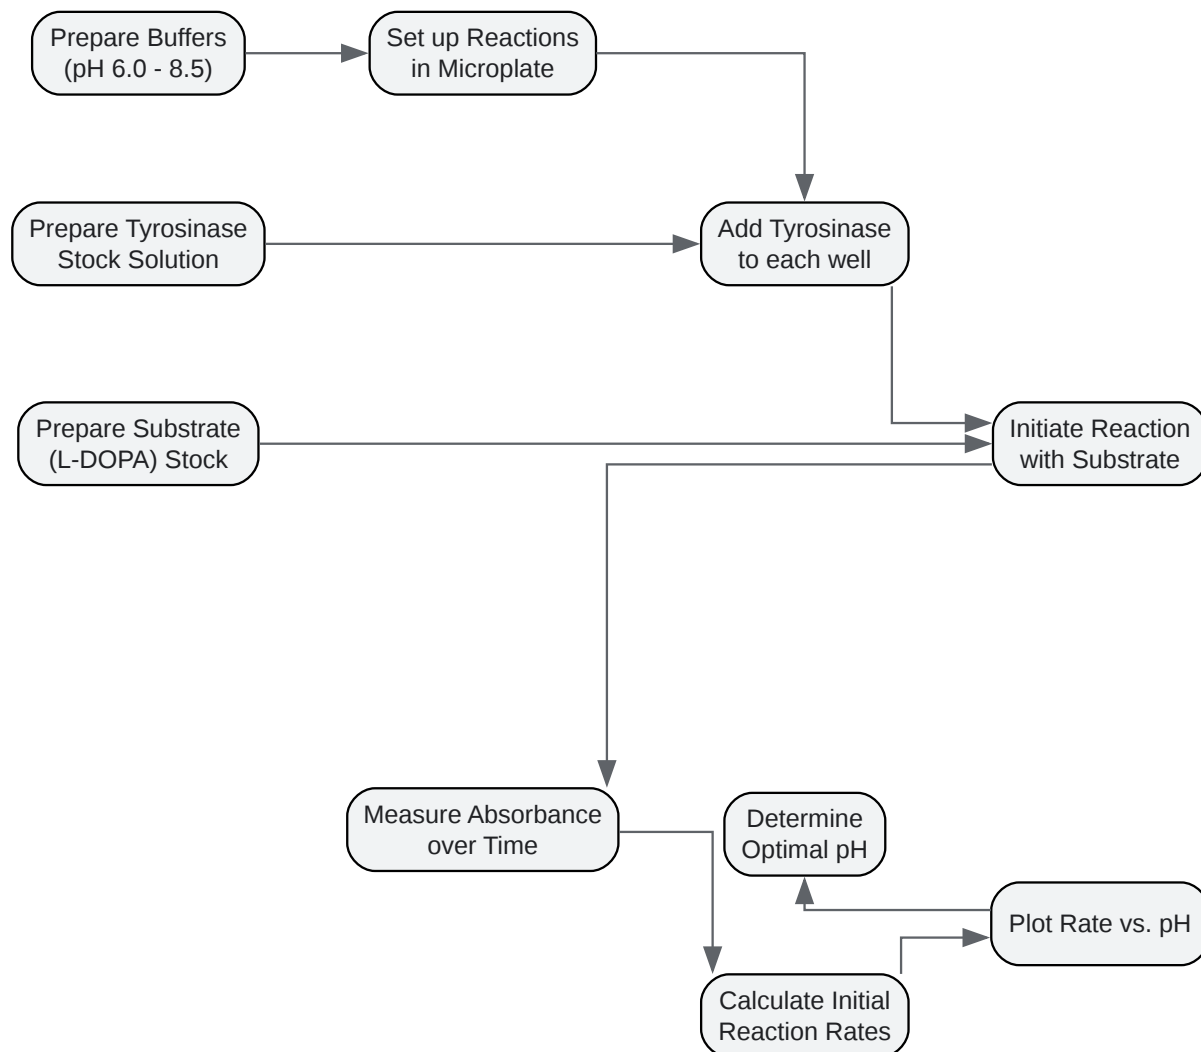 Prepare Buffers
(pH 6.0 - 8.5)
Set up Reactions
in Microplate
Prepare Tyrosinase
Stock Solution
Add Tyrosinase
to each well
Prepare Substrate
(L-DOPA) Stock
Initiate Reaction
with Substrate
Measure Absorbance
over Time
Determine
Optimal pH
Plot Rate vs. pH
Calculate Initial
Reaction Rates